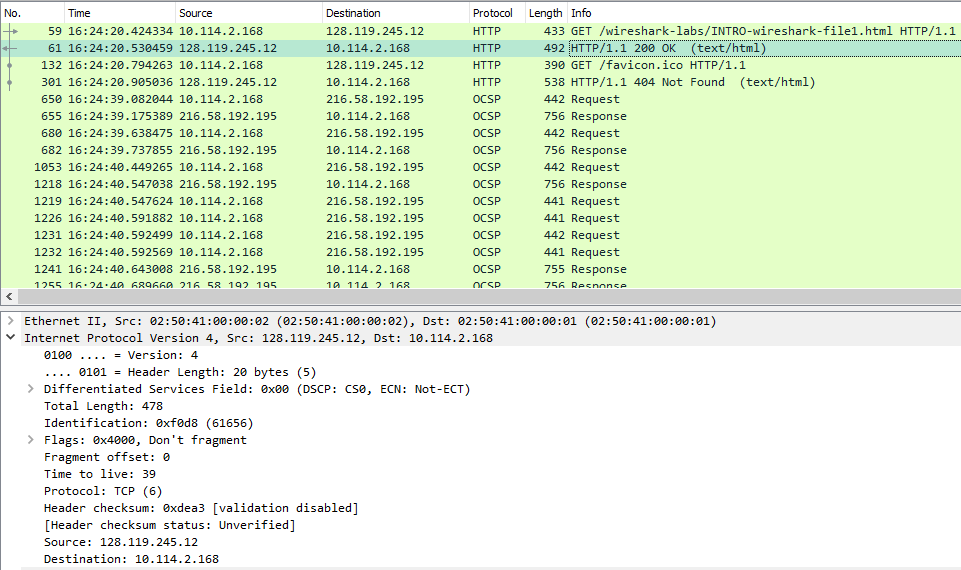 No. Time Source Destination Protocol Length Info
59 16:24:20.424334 10.114.2.168 128.119.245.12 HTTP 433 GET /wireshark-labs/INTRO-wireshark-file1.html HTTP/1.1
61 16:24:20.530459 128.119.245.12 10.114.2.168 HTTP 492 HTTP/1.1 200 OK (text/html)
132 16:24:20.794263 10.114.2.168 128.119.245.12 HTTP 390 GET /favicon.ico HTTP/1.1
301 16:24:20.905036 128.119.245.12 10.114.2.168 HTTP 538 HTTP/1.1 404 Not Found (text/html)
650 16:24:39.082044 10.114.2.168 216.58.192.195 OCSP 442 Request
655 16:24:39.175389 216.58.192.195 10.114.2.168 OCSP 756 Response
680 16:24:39.638475 10.114.2.168 216.58.192.195 OCSP 442 Request
682 16:24:39.737855 216.58.192.195 10.114.2.168 OCSP 756 Response
1053 16:24:40.449265 10.114.2.168 216.58.192.195 OCSP 442 Request
1218 16:24:40.547038 216.58.192.195 10.114.2.168 OCSP 756 Response
1219 16:24:40.547624 10.114.2.168 216.58.192.195 OCSP 441 Request
1226 16:24:40.591882 10.114.2.168 216.58.192.195 OCSP 441 Request
1231 16:24:40.592499 10.114.2.168 216.58.192.195 OCSP 442 Request
1232 16:24:40.592569 10.114.2.168 216.58.192.195 OCSP 441 Request
1241 16:24:40.643008 216.58.192.195 10.114.2.168 OCSP 755 Response
1255 16:24:40.689660 216.58.192.195 10.114.2.168 OCSP 756 Response
Ethernet II, Src: 02:50:41:00:00:02 (02:50:41:00:00:02), Dst: 02:50:41:00:00:01 (02:50:41:00:00:01)
Internet Protocol Version 4, Src: 128.119.245.12, Dst: 10.114.2.168
0100 .... = Version: 4
.... 0101 = Header Length: 20 bytes (5)
Differentiated Services Field: 0x00 (DSCP: CS0, ECN: Not-ECT)
Total Length: 478
Identification: 0xf0d8 (61656)
Flags: 0x4000, Don't fragment
Fragment offset: 0
Time to live: 39
Protocol: TCP (6)
Header checksum: 0xdea3 [validation disabled]
[Header checksum status: Unverified]
Source: 128.119.245.12
Destination: 10.114.2.168